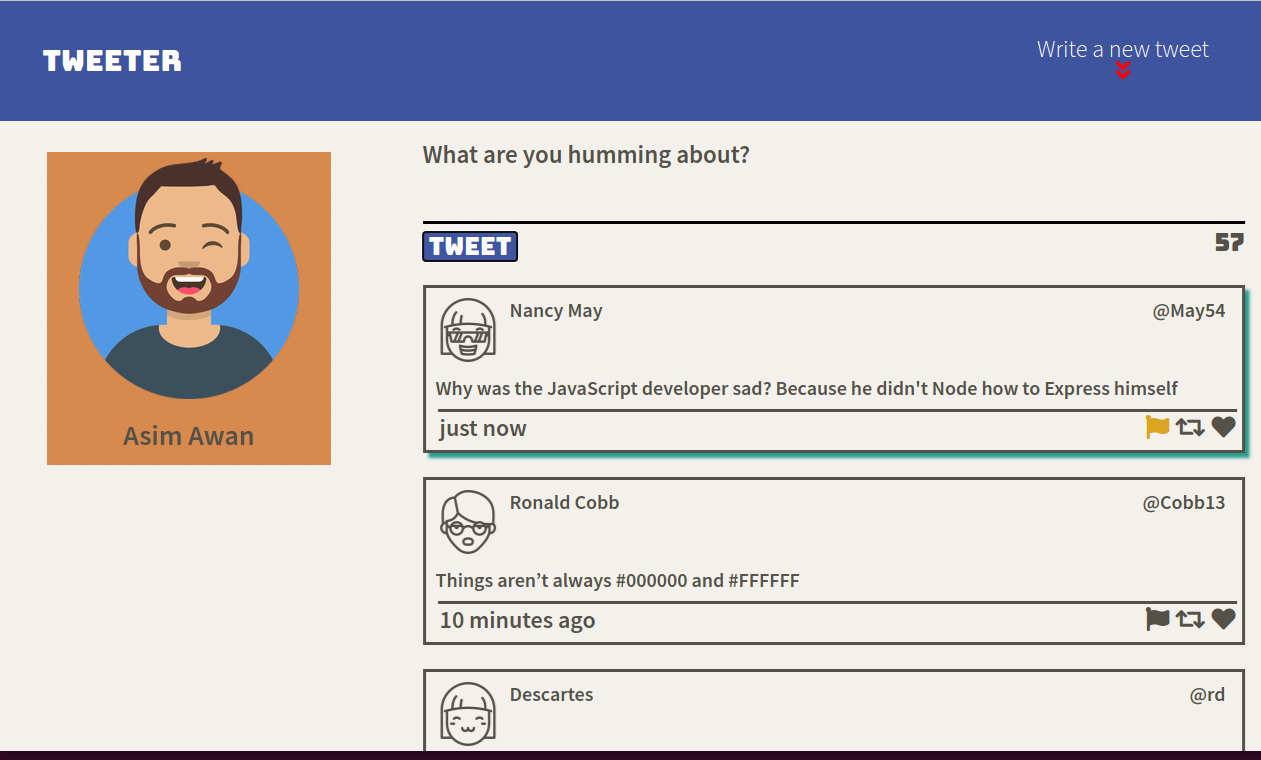 TWEETER
Write a new tweet
Asim Awan
What are you humming about?
TWEET
57
Nancy May
@May54
Why was the JavaScript developer sad? Because he didn't Node how to Express himself
just now
Ronald Cobb
@Cobb13
Things aren’t always #000000 and #FFFFFF
10 minutes ago
Descartes
@rd